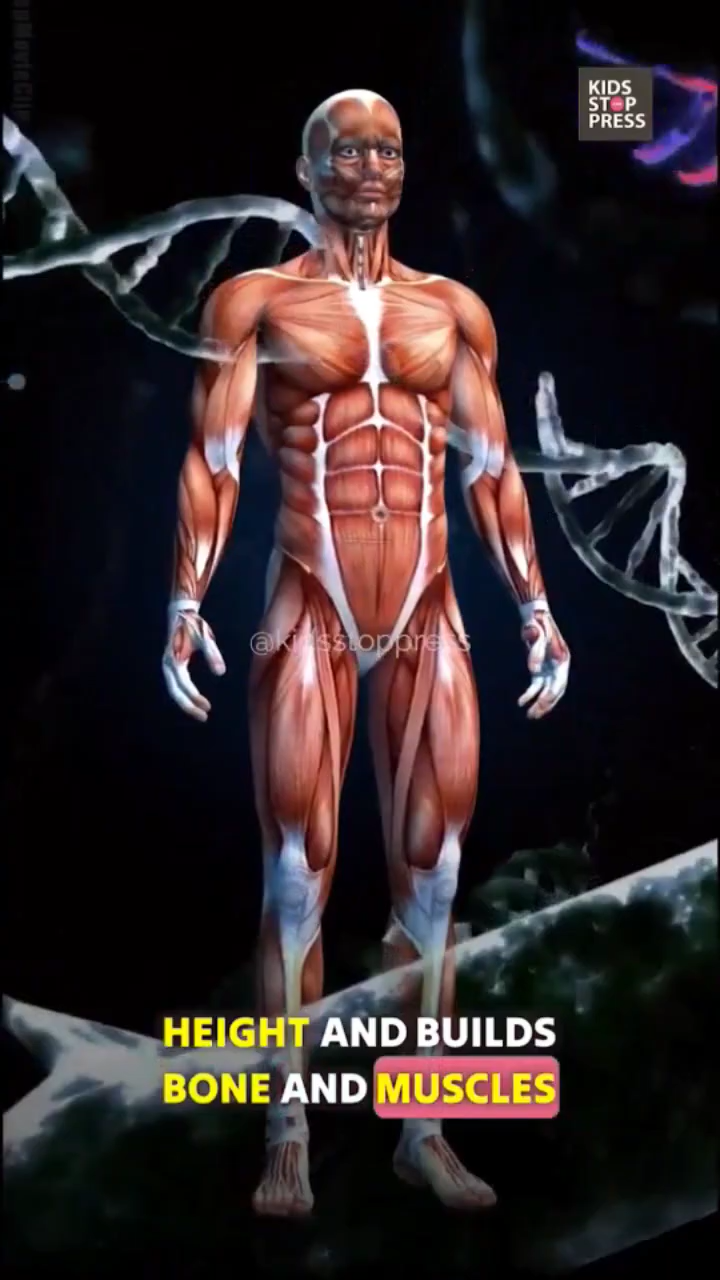 KIDS
STOP
PRESS
@kidsstoppress
HEIGHT AND BUILDS
BONE AND MUSCLES